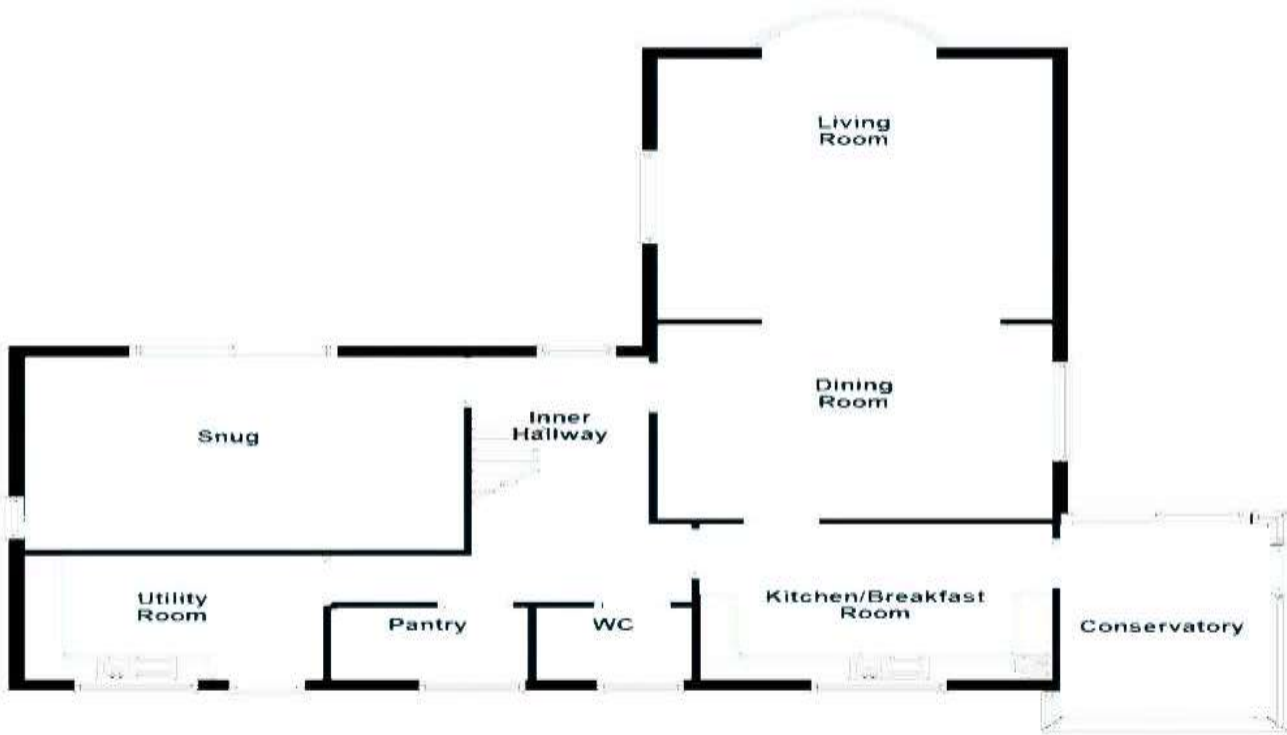 Living
Room
Dining
Room
Inner
Hallway
Snug
Utility
Room
Pantry
WC
Kitchen/Breakfast
Room
Conservatory